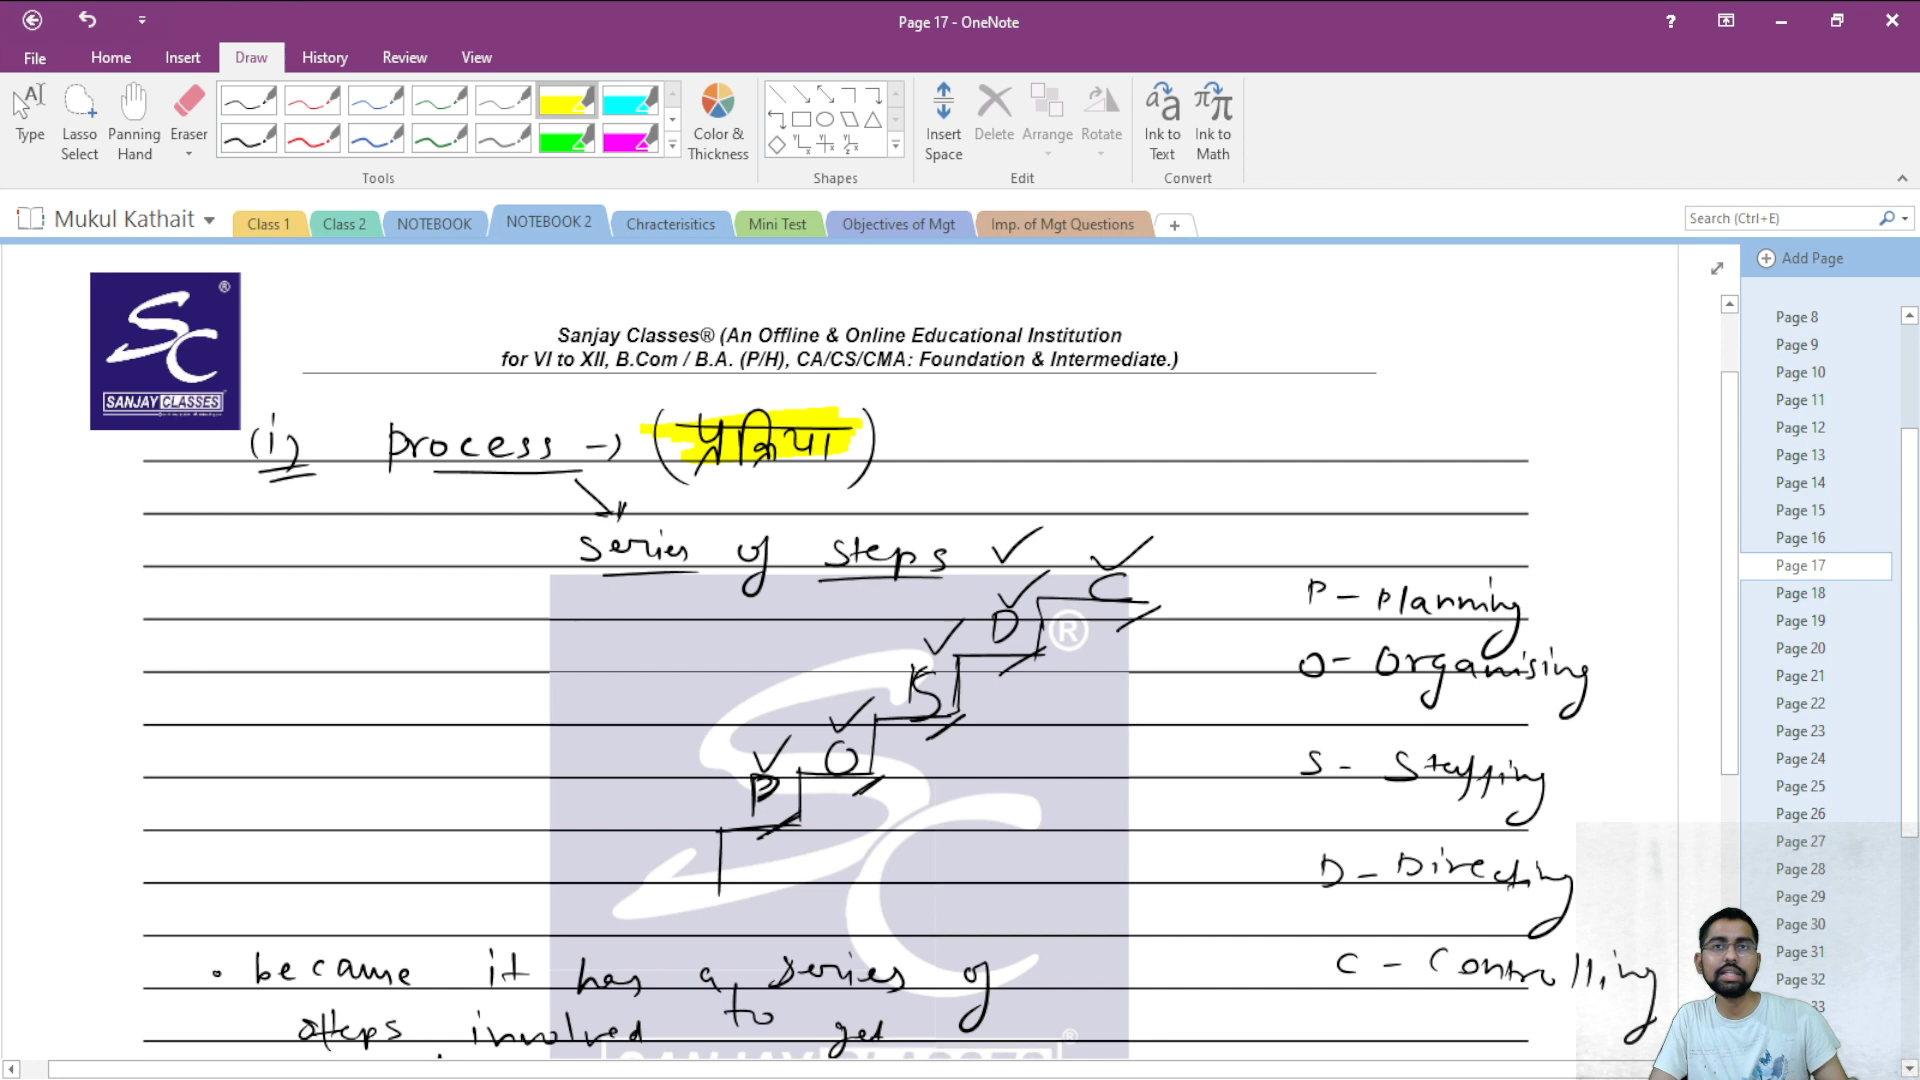 Page 17 - OneNote
File Home Insert Draw History Review View
Type
Lasso Select
Panning Hand
Eraser
Color & Thickness
Insert Space
Delete
Arrange
Rotate
Ink to Text
Ink to Math
Tools
Shapes
Edit
Convert
Mukul Kathait
Class 1
Class 2
NOTEBOOK
NOTEBOOK 2
Chracterisitics
Mini Test
Objectives of Mgt
Imp. of Mgt Questions
Search (Ctrl+E)
Add Page
SC ®
SANJAY CLASSES
Sanjay Classes® (An Offline & Online Educational Institution
for VI to XII, B.Com / B.A. (P/H), CA/CS/CMA: Foundation & Intermediate.)
(i) Process → (प्रक्रिया)
Series of steps
C
D
S
O
P
P - Planning
O - Organising
S - Staffing
D - Directing
C - Controlling
• because it has a series of
steps involved to get
SANJAY CLASSES ®
Page 8
Page 9
Page 10
Page 11
Page 12
Page 13
Page 14
Page 15
Page 16
Page 17
Page 18
Page 19
Page 20
Page 21
Page 22
Page 23
Page 24
Page 25
Page 26
Page 27
Page 28
Page 29
Page 30
Page 31
Page 32
33